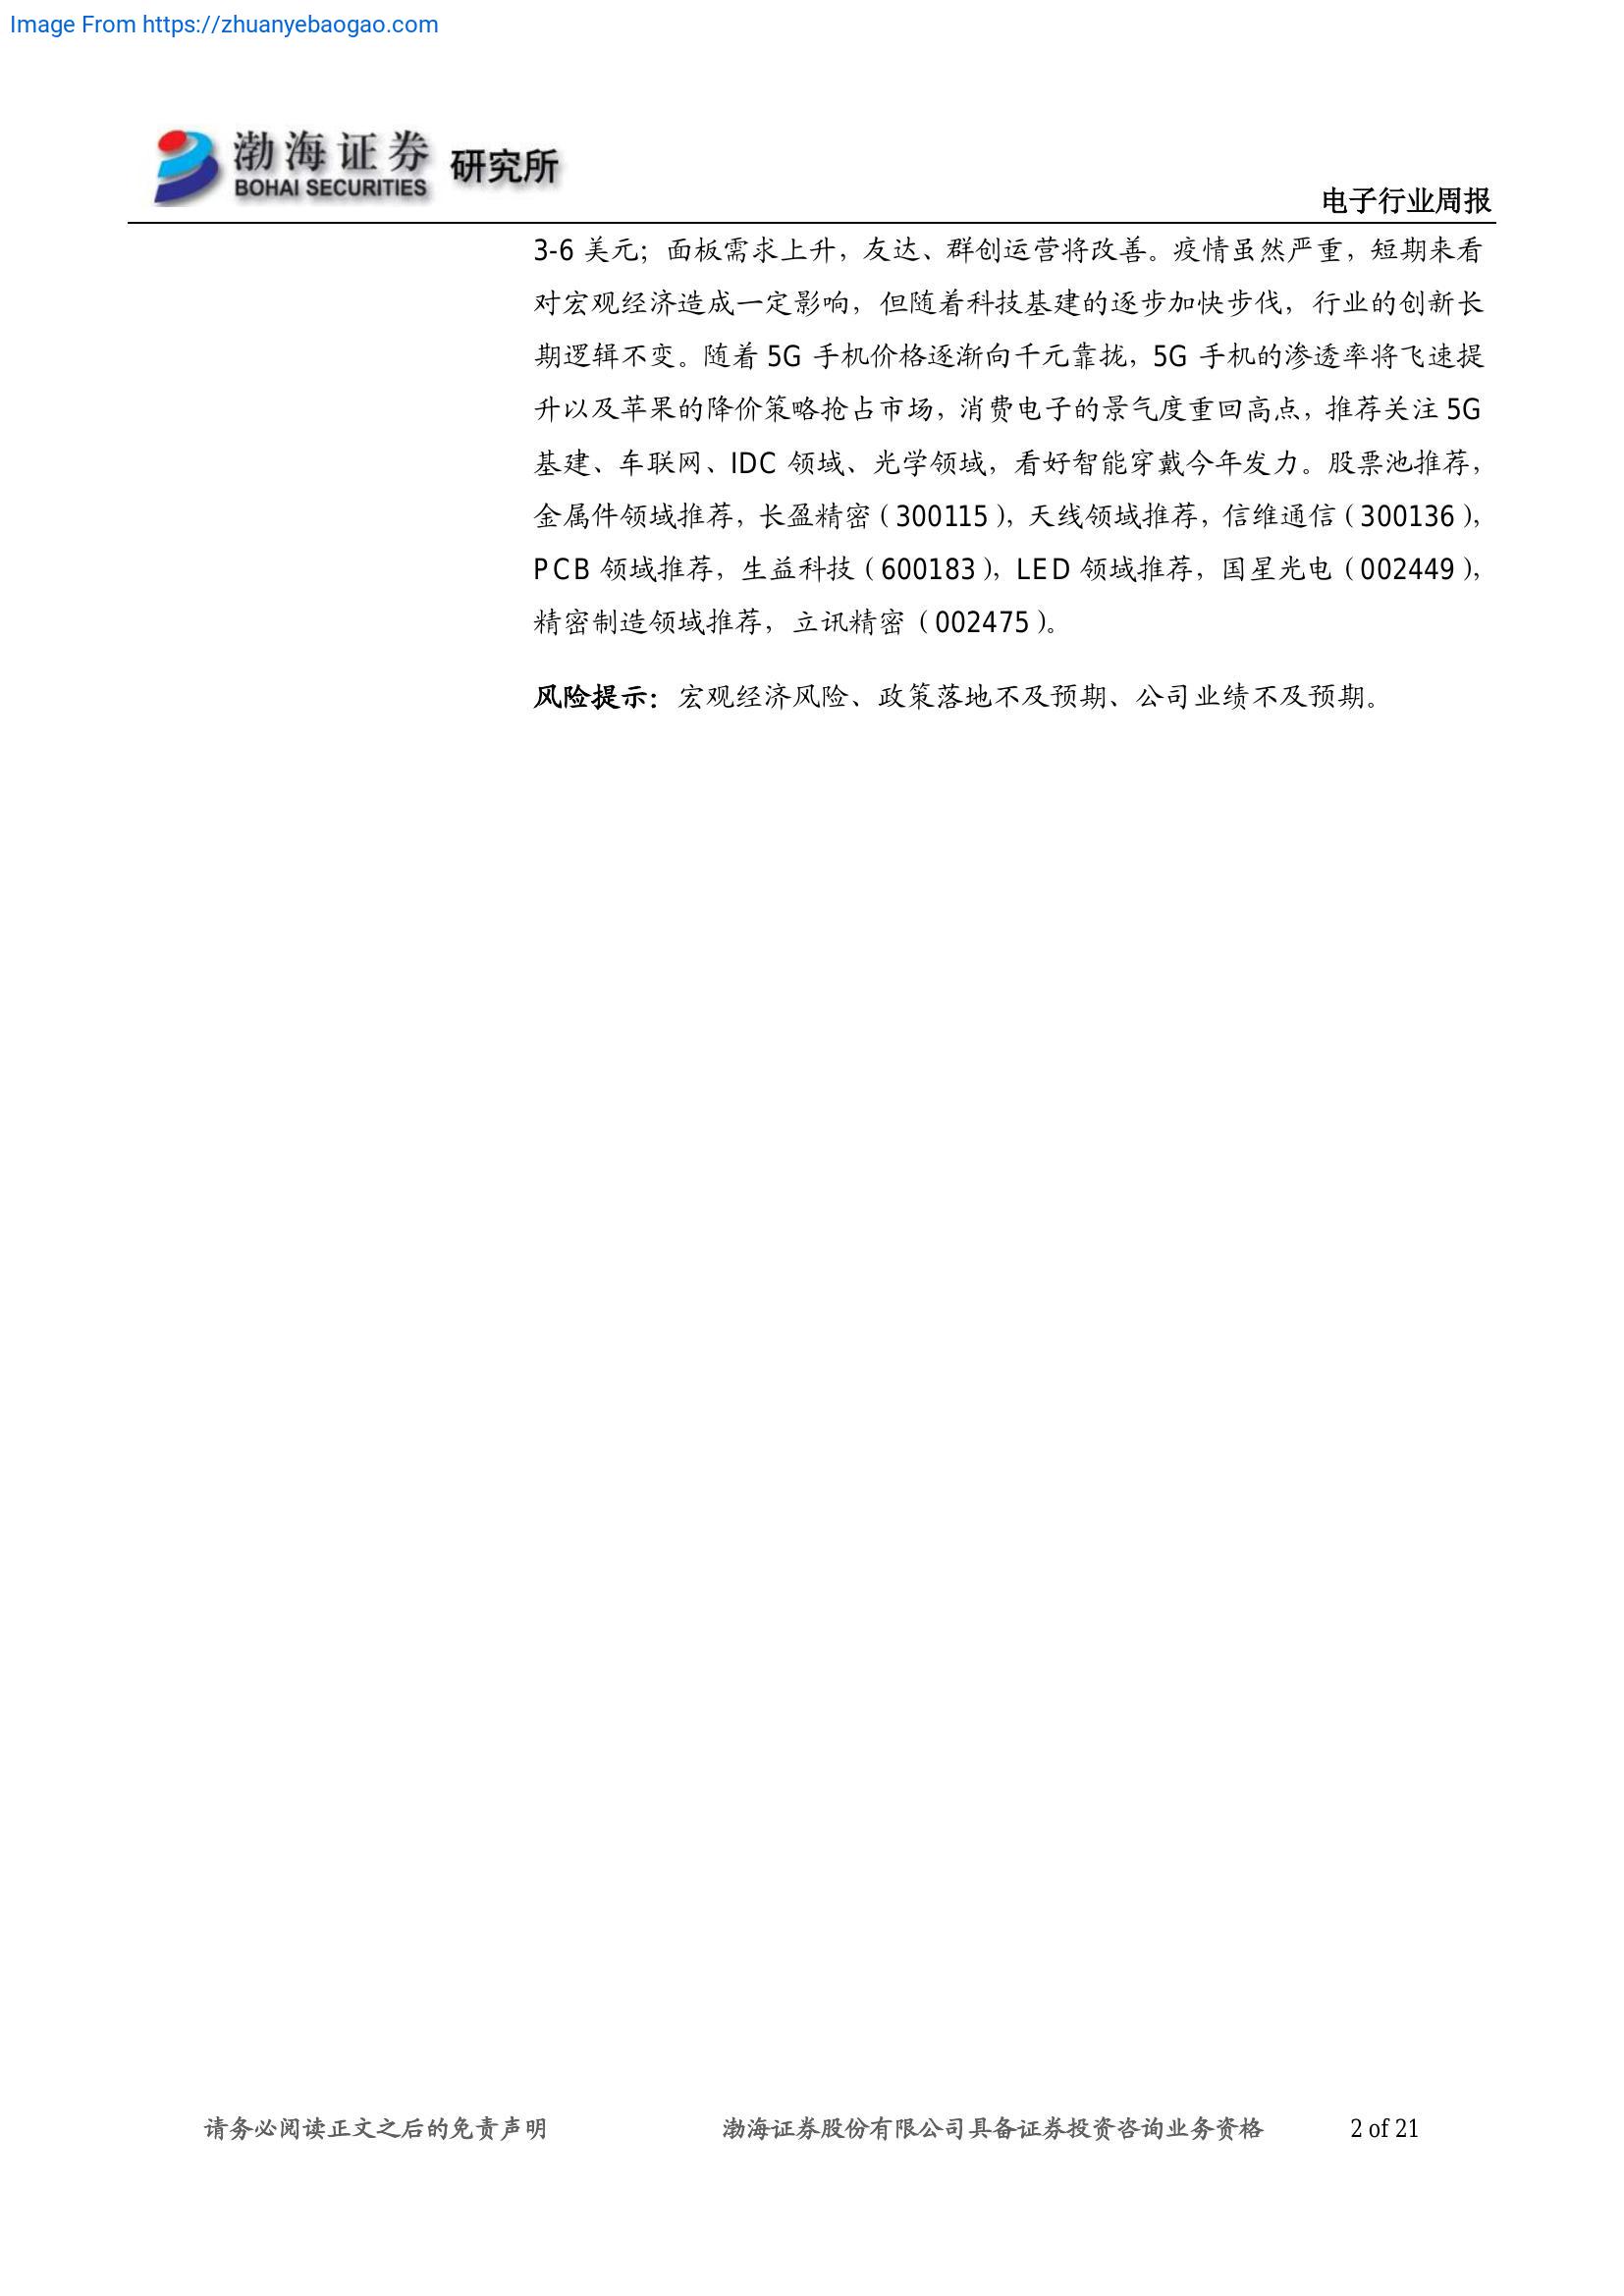 Image From https://zhuanyebaogao.com
渤海证券 研究所
BOHAI SECURITIES
电子行业周报
3-6 美元；面板需求上升，友达、群创运营将改善。疫情虽然严重，短期来看
对宏观经济造成一定影响，但随着科技基建的逐步加快步伐，行业的创新长
期逻辑不变。随着 5G 手机价格逐渐向千元靠拢，5G 手机的渗透率将飞速提
升以及苹果的降价策略抢占市场，消费电子的景气度重回高点，推荐关注 5G
基建、车联网、IDC 领域、光学领域，看好智能穿戴今年发力。股票池推荐，
金属件领域推荐，长盈精密（300115），天线领域推荐，信维通信（300136），
PCB 领域推荐，生益科技（600183），LED 领域推荐，国星光电（002449），
精密制造领域推荐，立讯精密（002475）。
风险提示：宏观经济风险、政策落地不及预期、公司业绩不及预期。
请务必阅读正文之后的免责声明 渤海证券股份有限公司具备证券投资咨询业务资格 2 of 21